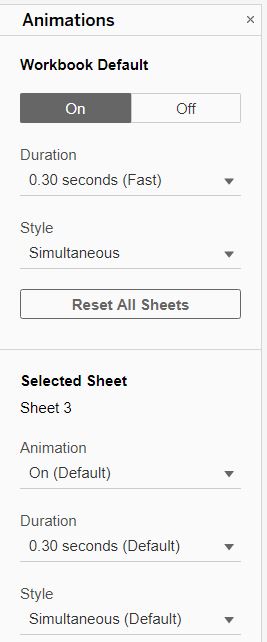 Animations ×
Workbook Default
On Off
Duration
0.30 seconds (Fast)
Style
Simultaneous
Reset All Sheets
Selected Sheet
Sheet 3
Animation
On (Default)
Duration
0.30 seconds (Default)
Style
Simultaneous (Default)